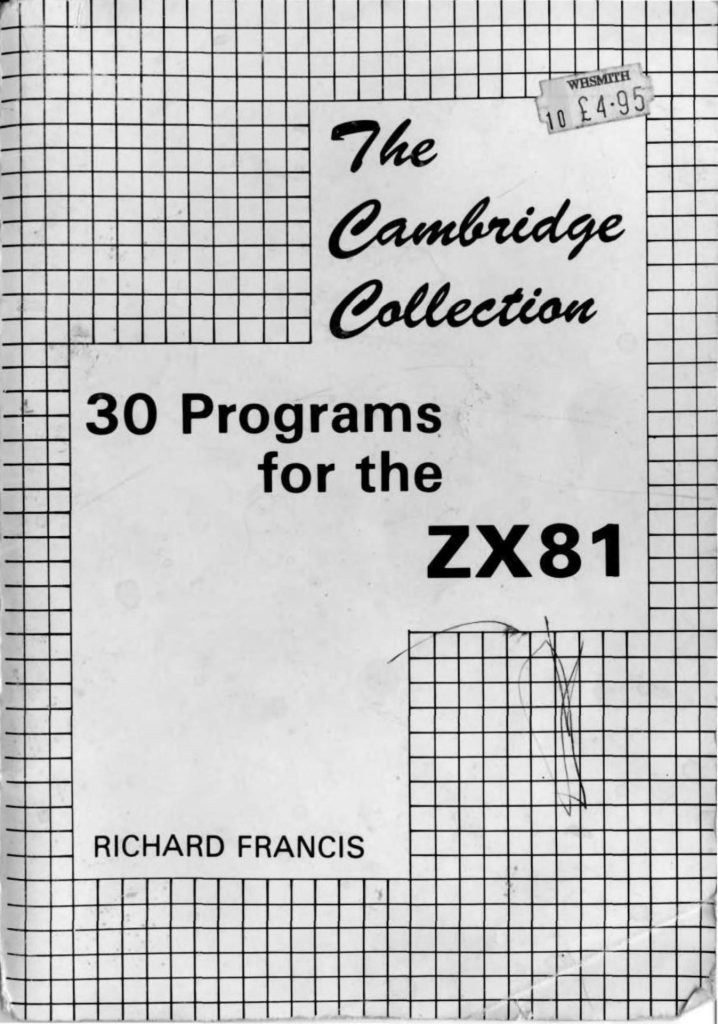 WHSMITH
10 £4·95
The
Cambridge
Collection
30 Programs
for the
ZX81
RICHARD FRANCIS